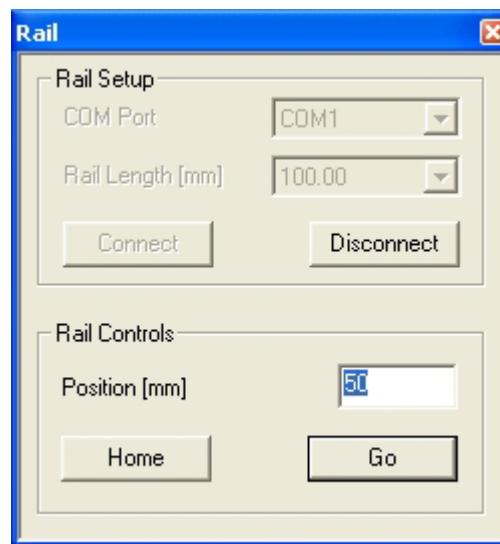 Rail
Rail Setup
COM Port COM1
Rail Length [mm] 100.00
Connect Disconnect
Rail Controls
Position [mm] 50
Home Go